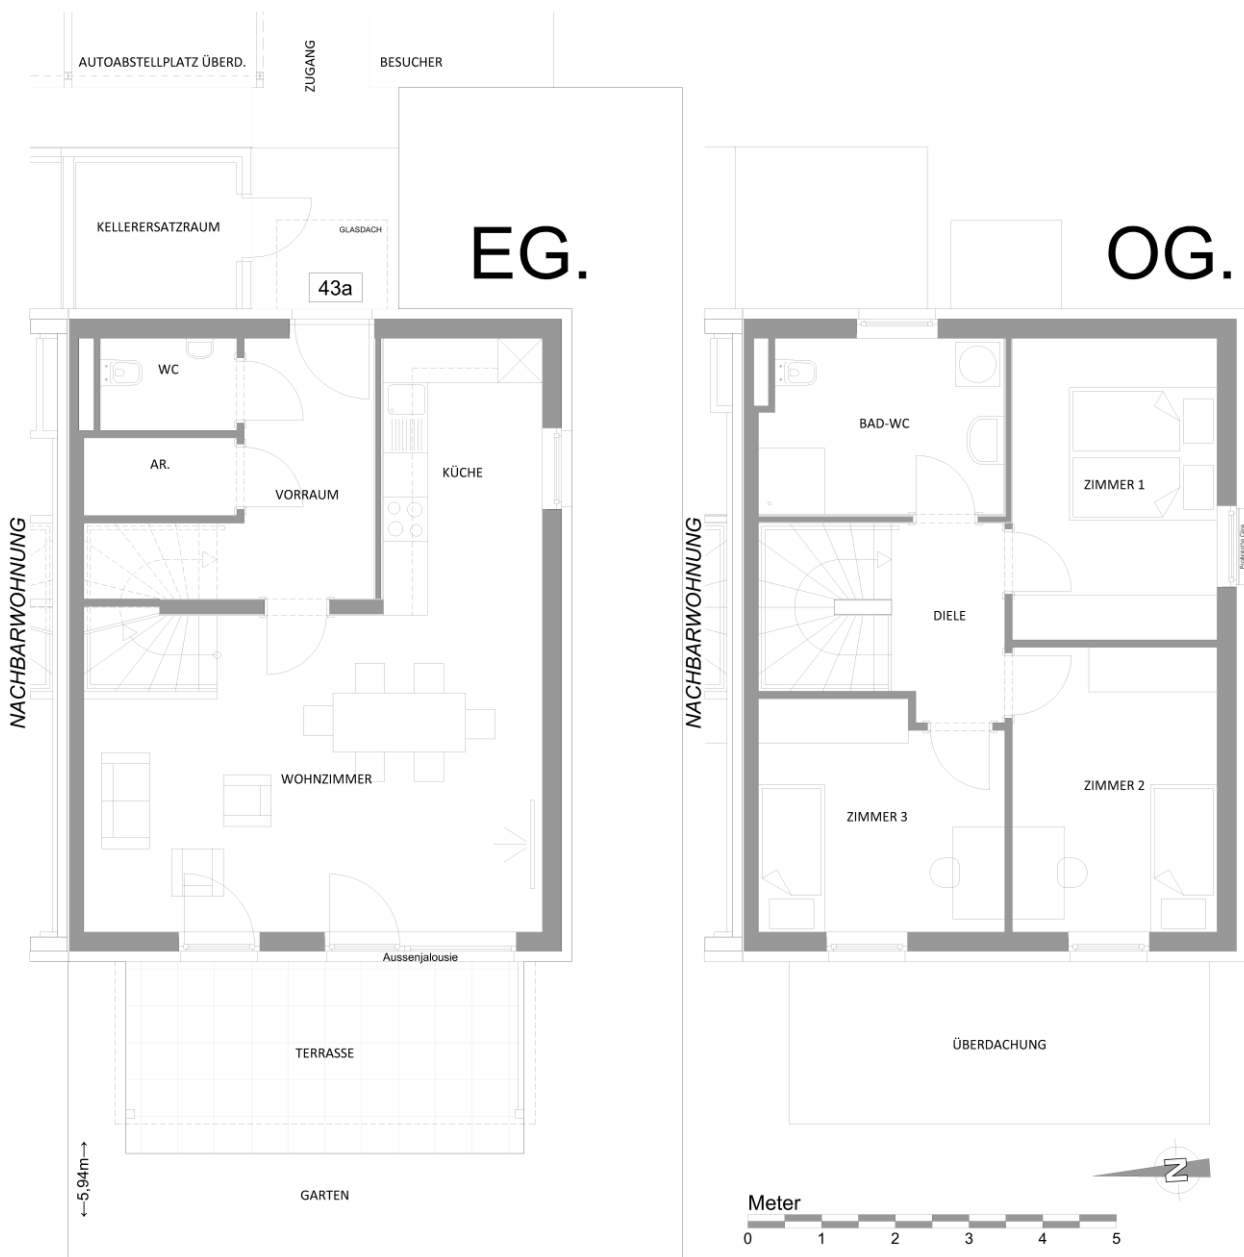 AUTOABSTELLPLATZ ÜBERD.
ZUGANG
BESUCHER
KELLERERSATZRAUM
GLASDACH
43a
EG.
OG.
WC
AR.
VORRAUM
KÜCHE
NACHBARWOHNUNG
WOHNZIMMER
Aussenjalousie
TERRASSE
5,94m
GARTEN
BAD-WC
ZIMMER 1
NACHBARWOHNUNG
DIELE
ZIMMER 2
ZIMMER 3
ÜBERDACHUNG
N
Meter
0 1 2 3 4 5